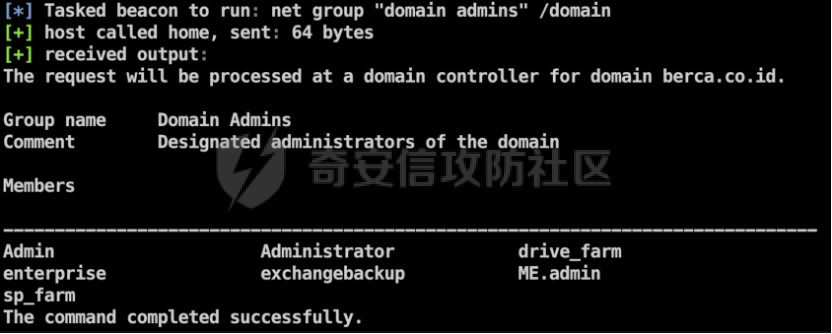 [*] Tasked beacon to run: net group "domain admins" /domain
[+] host called home, sent: 64 bytes
[+] received output:
The request will be processed at a domain controller for domain berca.co.id.
Group name     Domain Admins
Comment        Designated administrators of the domain
奇安信攻防社区
Members
-------------------------------------------------------------------------------
Admin                    Administrator            drive_farm
enterprise               exchangebackup           ME.admin
sp_farm
The command completed successfully.